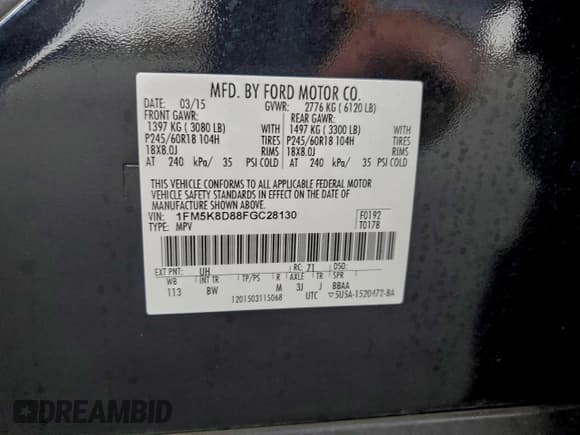 MFD. BY FORD MOTOR CO.
DATE: 03/15 GVWR: 2776 KG ( 6120 LB)
FRONT GAWR: REAR GAWR:
1397 KG ( 3080 LB) WITH 1497 KG ( 3300 LB) WITH
P245/60R18 104H TIRES P245/60R18 104H TIRES
18X8.0J RIMS 18X8.0J RIMS
AT 240 kPa/ 35 PSI COLD AT 240 kPa/ 35 PSI COLD
THIS VEHICLE CONFORMS TO ALL APPLICABLE FEDERAL MOTOR
VEHICLE SAFETY STANDARDS IN EFFECT ON THE DATE OF
MANUFACTURE SHOWN ABOVE.
VIN: 1FM5K8D88FGC28130 F0192
TYPE: MPV T0178
EXT PNT: UH RC: 71 DSO:
WB INT TR TP/PS R AXLE TR SPR
113 BW M 3J J BBAA
1201503115068 UTC ▽5USA-1520472-BA
DREAMBID